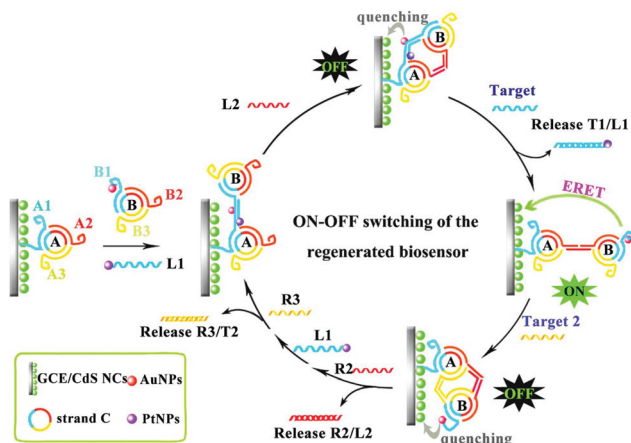 quenching
B
OFF
A
Target
L2
Release T1/L1
B1
B
B2
B3
A1
A2
A
A3
L1
B
A
ON-OFF switching of the
regenerated biosensor
ERET
A
B
ON
R3
Release R3/T2
L1
R2
Target 2
A
B
OFF
Release R2/L2
quenching
GCE/CdS NCs
AuNPs
strand C
PtNPs